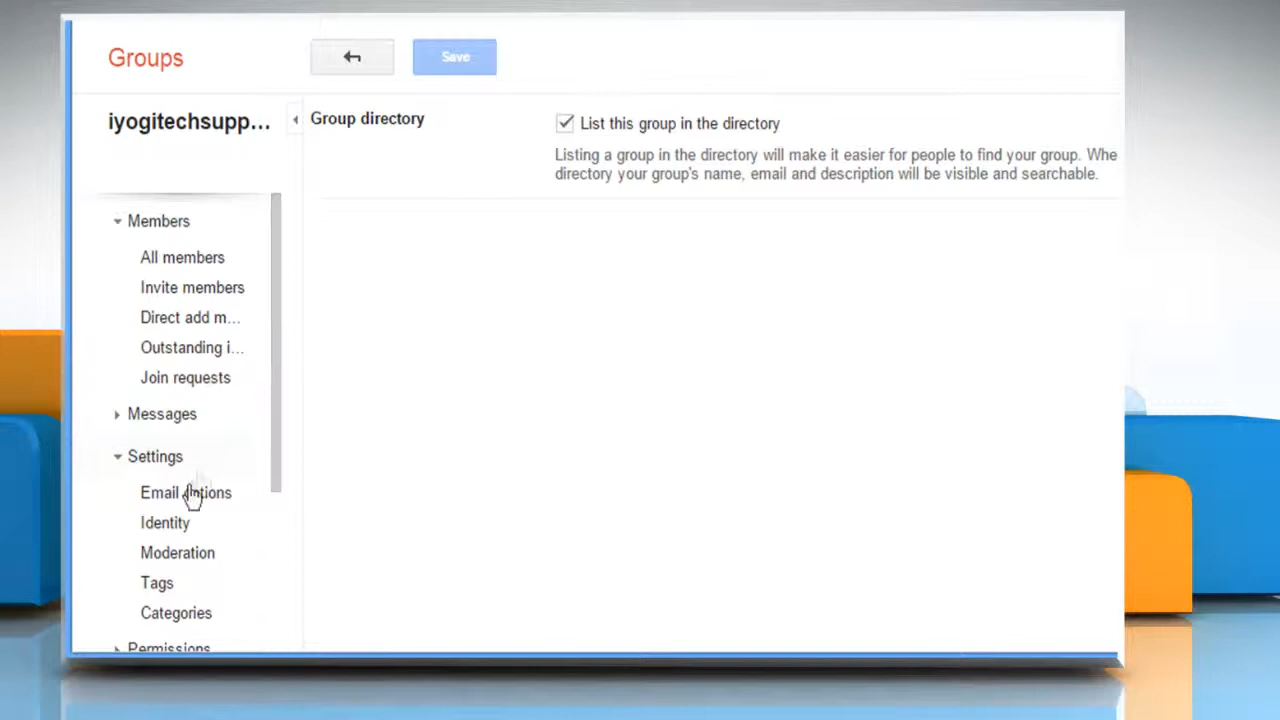 Groups
Save
iyogitechsupp...
Group directory
List this group in the directory
Listing a group in the directory will make it easier for people to find your group. Whe
directory your group's name, email and description will be visible and searchable.
Members
All members
Invite members
Direct add m...
Outstanding i...
Join requests
Messages
Settings
Email
Identity
Moderation
Tags
Categories
Permissions